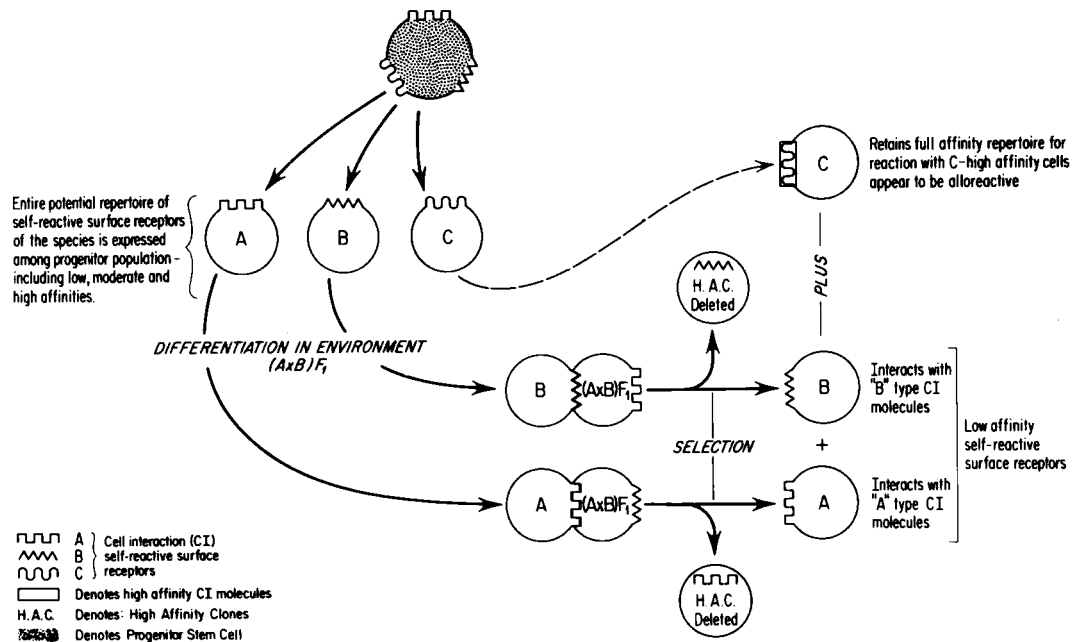 C
Retains full affinity repertoire for
reaction with C-high affinity cells
appear to be alloreactive
Entire potential repertoire of
self-reactive surface receptors
of the species is expressed
among progenitor population-
including low, moderate and
high affinities.
A
B
C
PLUS
H. A.C.
Deleted
DIFFERENTIATION IN ENVIRONMENT
(AxB)F₁
B
(AxB)F₁
B
Interacts with
"B" type CI
molecules
SELECTION
+
Low affinity
self-reactive
surface receptors
A
(AxB)F₁
A
Interacts with
"A" type CI
molecules
H.A.C.
Deleted
A Cell interaction (CI)
B self-reactive surface
C receptors
Denotes high affinity CI molecules
H.A.C. Denotes: High Affinity Clones
Denotes Progenitor Stem Cell